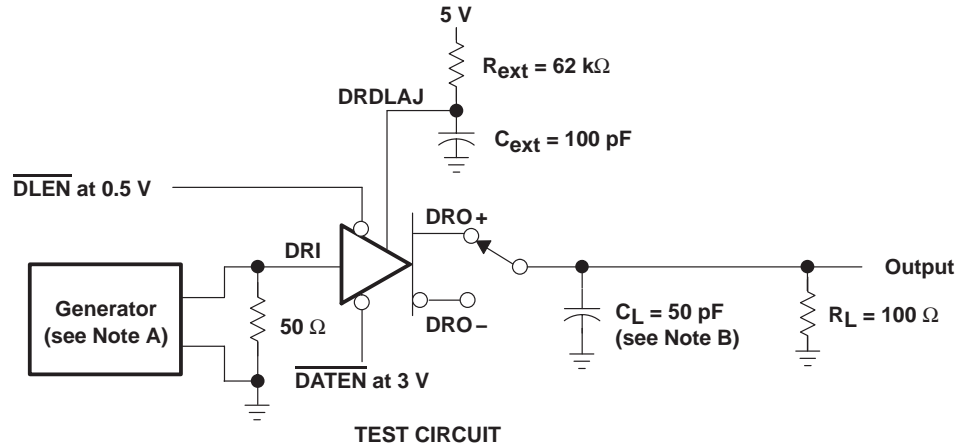 5 V
Rext = 62 kΩ
DRDLAJ
Cext = 100 pF
DLEN at 0.5 V
DRO+
DRI
Output
Generator
(see Note A)
50 Ω
DRO−
CL = 50 pF
(see Note B)
RL = 100 Ω
DATEN at 3 V
TEST CIRCUIT